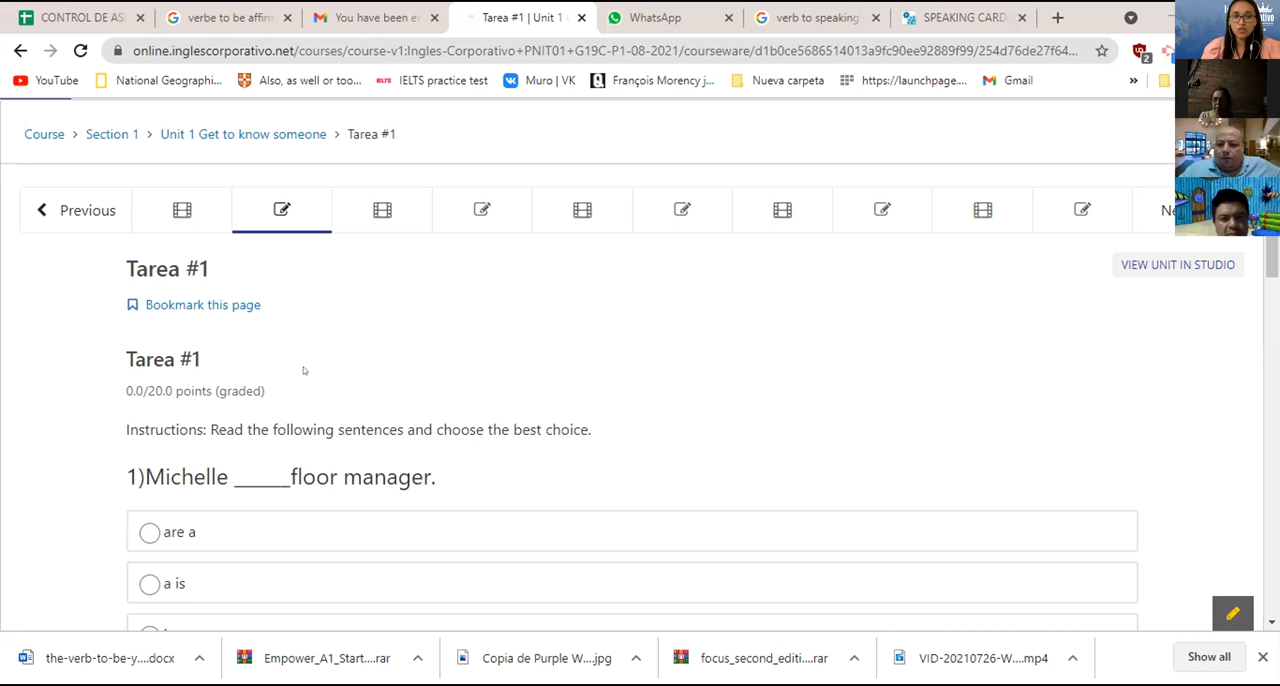 CONTROL DE AS
verbe to be affirr
You have been er
Tarea #1 | Unit 1
WhatsApp
verb to speaking
SPEAKING CARD
online.inglescorporativo.net/courses/course-v1:Ingles-Corporativo+PNIT01+G19C-P1-08-2021/courseware/d1b0ce5686514013a9fc90ee92889f99/254d76de27f64...
2
YouTube
National Geographi...
Also, as well or too...
IELTS IELTS practice test
Muro | VK
François Morency j...
Nueva carpeta
https://launchpage....
Gmail
»
Course > Section 1 > Unit 1 Get to know someone > Tarea #1
Previous
Ne
Tarea #1
VIEW UNIT IN STUDIO
Bookmark this page
Tarea #1
0.0/20.0 points (graded)
Instructions: Read the following sentences and choose the best choice.
1)Michelle ______floor manager.
are a
a is
the-verb-to-be-y....docx
Empower_A1_Start....rar
Copia de Purple W....jpg
focus_second_editi....rar
VID-20210726-W....mp4
Show all